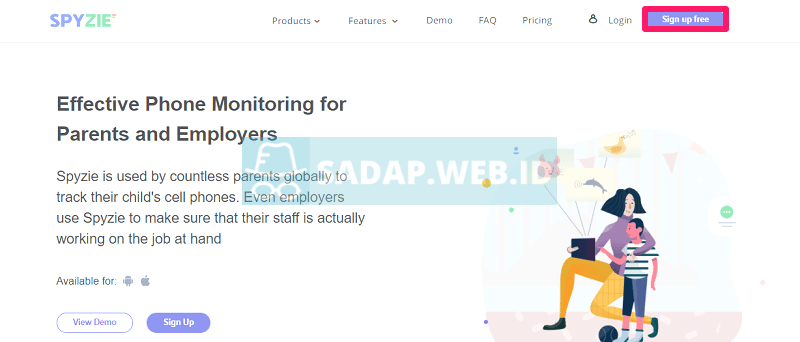 SPYZIE
Products
Features
Demo
FAQ
Pricing
Login
Sign up free
Effective Phone Monitoring for
Parents and Employers
SADAP.WEB.ID
Spyzie is used by countless parents globally to
track their child's cell phones. Even employers
use Spyzie to make sure that their staff is actually
working on the job at hand
Available for:
View Demo
Sign Up